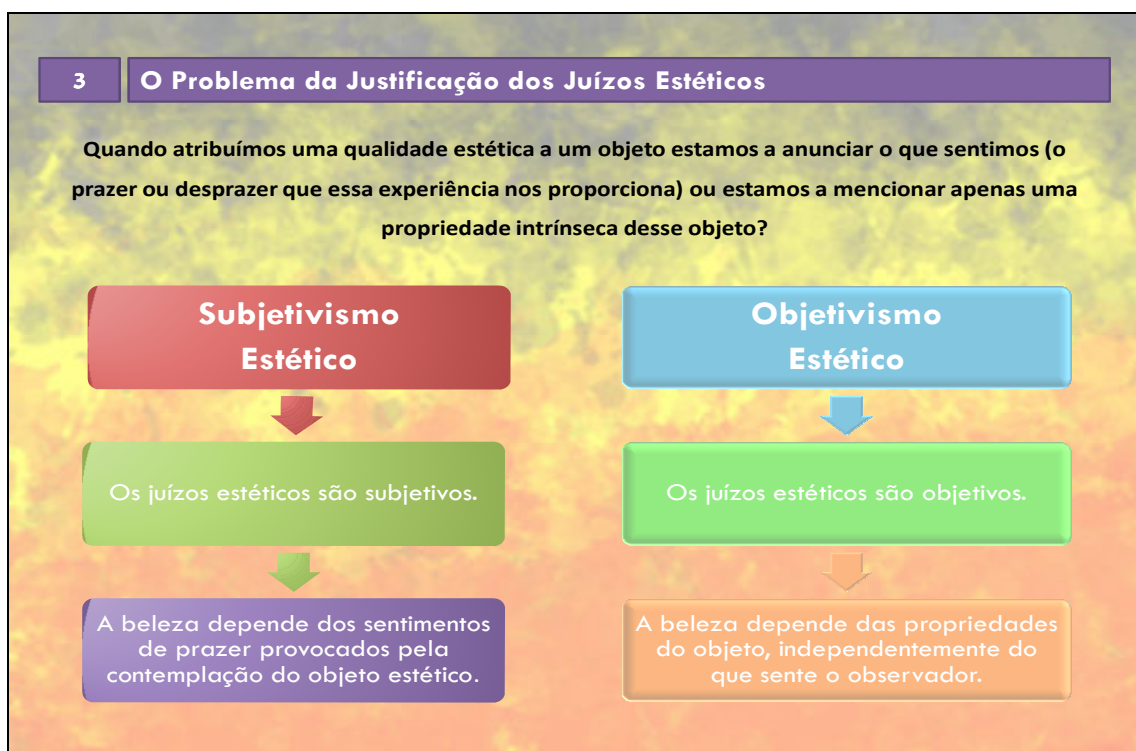 3 O Problema da Justificação dos Juízos Estéticos
Quando atribuímos uma qualidade estética a um objeto estamos a anunciar o que sentimos (o
prazer ou desprazer que essa experiência nos proporciona) ou estamos a mencionar apenas uma
propriedade intrínseca desse objeto?
Subjetivismo
Estético
Os juízos estéticos são subjetivos.
A beleza depende dos sentimentos
de prazer provocados pela
contemplação do objeto estético.
Objetivismo
Estético
Os juízos estéticos são objetivos.
A beleza depende das propriedades
do objeto, independentemente do
que sente o observador.